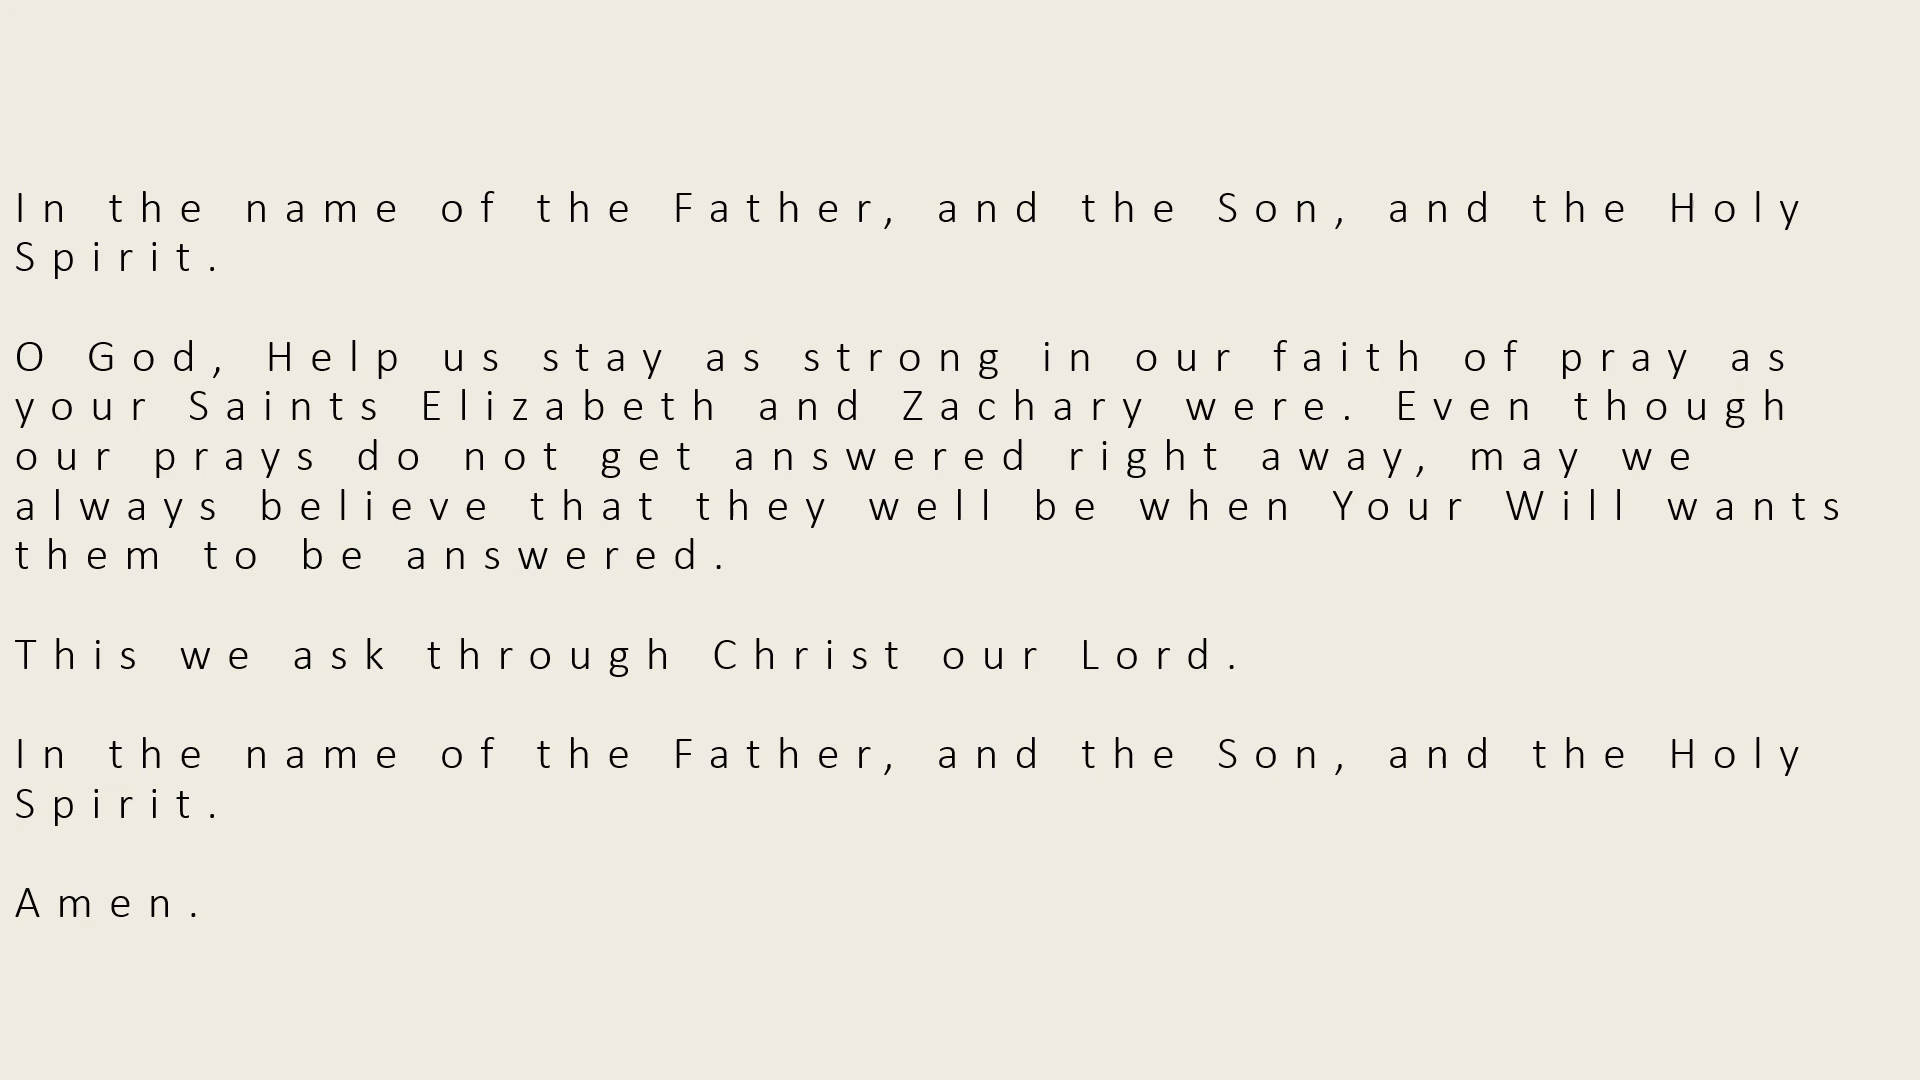 In the name of the Father, and the Son, and the Holy
Spirit.
O God, Help us stay as strong in our faith of pray as
your Saints Elizabeth and Zachary were. Even though
our prays do not get answered right away, may we
always believe that they well be when Your Will wants
them to be answered.
This we ask through Christ our Lord.
In the name of the Father, and the Son, and the Holy
Spirit.
Amen.